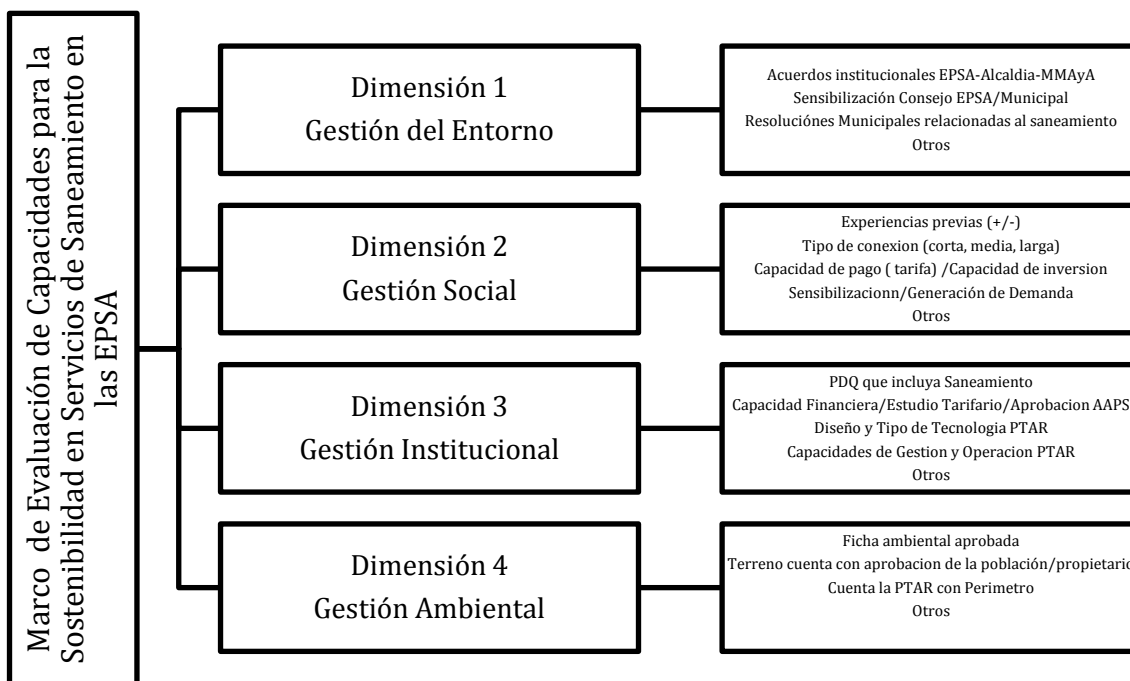 Marco de Evaluación de Capacidades para la
Sostenibilidad en Servicios de Saneamiento en
las EPSA
Dimensión 1
Gestión del Entorno
Acuerdos institucionales EPSA-Alcaldia-MMAyA
Sensibilización Consejo EPSA/Municipal
Resoluciónes Municipales relacionadas al saneamiento
Otros
Dimensión 2
Gestión Social
Experiencias previas (+/-)
Tipo de conexion (corta, media, larga)
Capacidad de pago ( tarifa) /Capacidad de inversion
Sensibilizacionn/Generación de Demanda
Otros
Dimensión 3
Gestión Institucional
PDQ que incluya Saneamiento
Capacidad Financiera/Estudio Tarifario/Aprobacion AAPS
Diseño y Tipo de Tecnologia PTAR
Capacidades de Gestion y Operacion PTAR
Otros
Dimensión 4
Gestión Ambiental
Ficha ambiental aprobada
Terreno cuenta con aprobacion de la población/propietario
Cuenta la PTAR con Perimetro
Otros